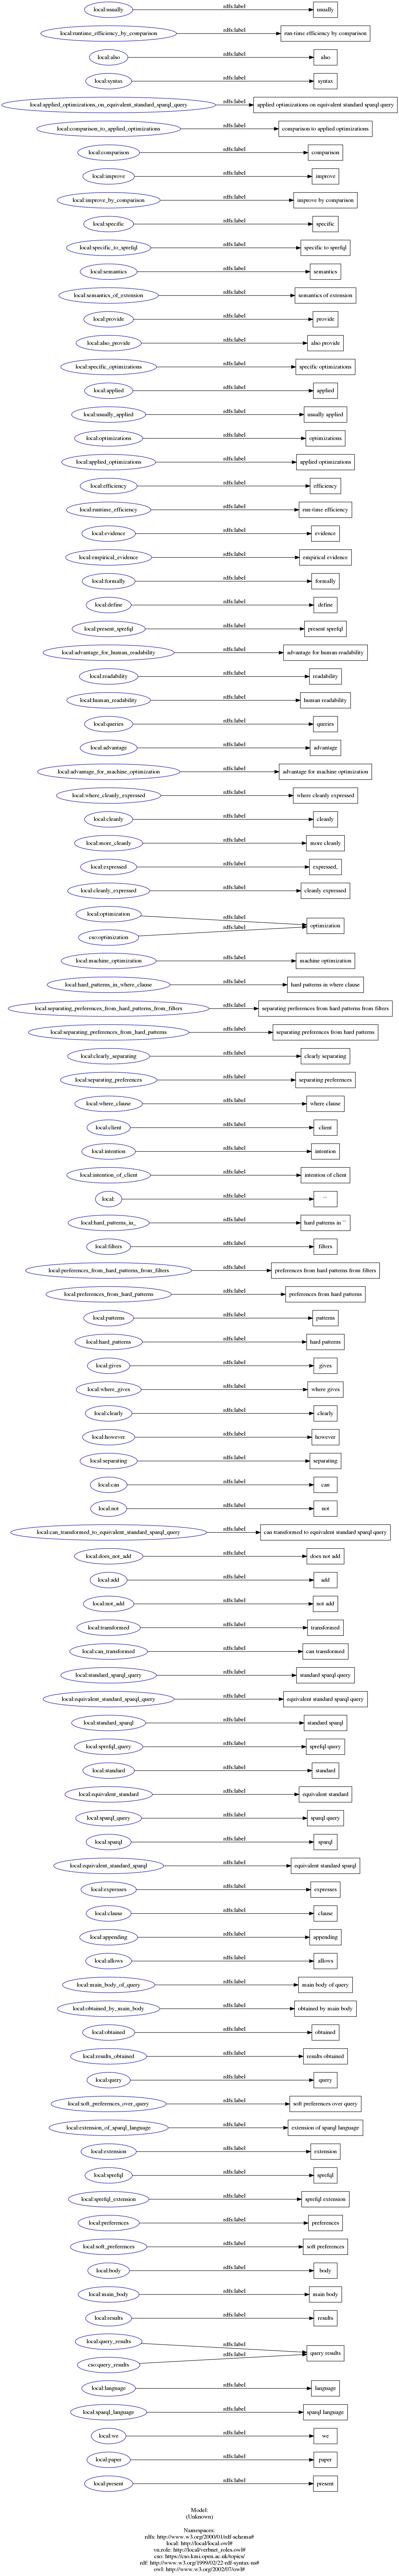 local:usually rdfs:label usually
local:runtime_efficiency_by_comparison rdfs:label run-time efficiency by comparison
local:also rdfs:label also
local:syntax rdfs:label syntax
local:applied_optimizations_on_equivalent_standard_sparql_query rdfs:label applied optimizations on equivalent standard sparql query
local:comparison_to_applied_optimizations rdfs:label comparison to applied optimizations
local:comparison rdfs:label comparison
local:improve rdfs:label improve
local:improve_by_comparison rdfs:label improve by comparison
local:specific rdfs:label specific
local:specific_to_sprefql rdfs:label specific to sprefql
local:semantics rdfs:label semantics
local:semantics_of_extension rdfs:label semantics of extension
local:provide rdfs:label provide
local:also_provide rdfs:label also provide
local:specific_optimizations rdfs:label specific optimizations
local:applied rdfs:label applied
local:usually_applied rdfs:label usually applied
local:optimizations rdfs:label optimizations
local:applied_optimizations rdfs:label applied optimizations
local:efficiency rdfs:label efficiency
local:runtime_efficiency rdfs:label run-time efficiency
local:evidence rdfs:label evidence
local:empirical_evidence rdfs:label empirical evidence
local:formally rdfs:label formally
local:define rdfs:label define
local:present_sprefql rdfs:label present sprefql
local:advantage_for_human_readability rdfs:label advantage for human readability
local:readability rdfs:label readability
local:human_readability rdfs:label human readability
local:queries rdfs:label queries
local:advantage rdfs:label advantage
local:advantage_for_machine_optimization rdfs:label advantage for machine optimization
local:where_cleanly_expressed rdfs:label where cleanly expressed
local:cleanly rdfs:label cleanly
local:more_cleanly rdfs:label more cleanly
local:expressed rdfs:label expressed,
local:cleanly_expressed rdfs:label cleanly expressed
local:optimization rdfs:label optimization
cso:optimization rdfs:label
local:machine_optimization rdfs:label machine optimization
local:hard_patterns_in_where_clause rdfs:label hard patterns in where clause
local:separating_preferences_from_hard_patterns_from_filters rdfs:label separating preferences from hard patterns from filters
local:separating_preferences_from_hard_patterns rdfs:label separating preferences from hard patterns
local:clearly_separating rdfs:label clearly separating
local:separating_preferences rdfs:label separating preferences
local:where_clause rdfs:label where clause
local:client rdfs:label client
local:intention rdfs:label intention
local:intention_of_client rdfs:label intention of client
local: rdfs:label ``
local:hard_patterns_in_ rdfs:label hard patterns in ``
local:filters rdfs:label filters
local:preferences_from_hard_patterns_from_filters rdfs:label preferences from hard patterns from filters
local:preferences_from_hard_patterns rdfs:label preferences from hard patterns
local:patterns rdfs:label patterns
local:hard_patterns rdfs:label hard patterns
local:gives rdfs:label gives
local:where_gives rdfs:label where gives
local:clearly rdfs:label clearly
local:however rdfs:label however
local:separating rdfs:label separating
local:can rdfs:label can
local:not rdfs:label not
local:can_transformed_to_equivalent_standard_sparql_query rdfs:label can transformed to equivalent standard sparql query
local:does_not_add rdfs:label does not add
local:add rdfs:label add
local:not_add rdfs:label not add
local:transformed rdfs:label transformed
local:can_transformed rdfs:label can transformed
local:standard_sparql_query rdfs:label standard sparql query
local:equivalent_standard_sparql_query rdfs:label equivalent standard sparql query
local:standard_sparql rdfs:label standard sparql
local:sprefql_query rdfs:label sprefql query
local:standard rdfs:label standard
local:equivalent_standard rdfs:label equivalent standard
local:sparql_query rdfs:label sparql query
local:sparql rdfs:label sparql
local:equivalent_standard_sparql rdfs:label equivalent standard sparql
local:expresses rdfs:label expresses
local:clause rdfs:label clause
local:appending rdfs:label appending
local:allows rdfs:label allows
local:main_body_of_query rdfs:label main body of query
local:obtained_by_main_body rdfs:label obtained by main body
local:obtained rdfs:label obtained
local:results_obtained rdfs:label results obtained
local:query rdfs:label query
local:soft_preferences_over_query rdfs:label soft preferences over query
local:extension_of_sparql_language rdfs:label extension of sparql language
local:extension rdfs:label extension
local:sprefql rdfs:label sprefql
local:sprefql_extension rdfs:label sprefql extension
local:preferences rdfs:label preferences
local:soft_preferences rdfs:label soft preferences
local:body rdfs:label body
local:main_body rdfs:label main body
local:results rdfs:label results
local:query_results rdfs:label query results
cso:query_results rdfs:label
local:language rdfs:label language
local:sparql_language rdfs:label sparql language
local:we rdfs:label we
local:paper rdfs:label paper
local:present rdfs:label present
Model:
(Unknown)
Namespaces:
rdfs: http://www.w3.org/2000/01/rdf-schema#
local: http://local/local.owl#
vn.role: http://local/verbnet_roles.owl#
cso: https://cso.kmi.open.ac.uk/topics/
rdf: http://www.w3.org/1999/02/22-rdf-syntax-ns#
owl: http://www.w3.org/2002/07/owl#